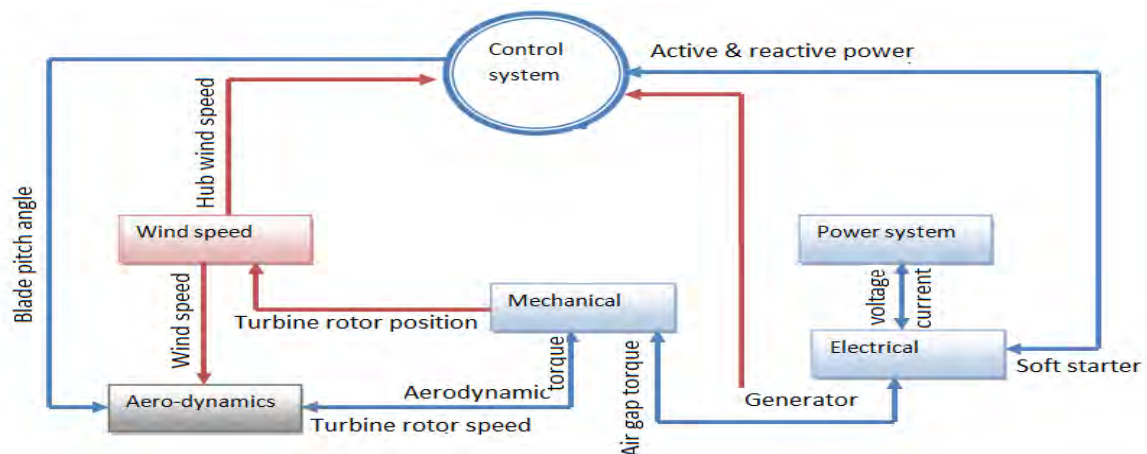 Control
system
Active & reactive power
Hub wind speed
Blade pitch angle
Wind speed
Power system
Wind speed
voltage
current
Mechanical
Turbine rotor position
torque
Air gap torque
Electrical
Soft starter
Aero-dynamics
Aerodynamic
Turbine rotor speed
Generator